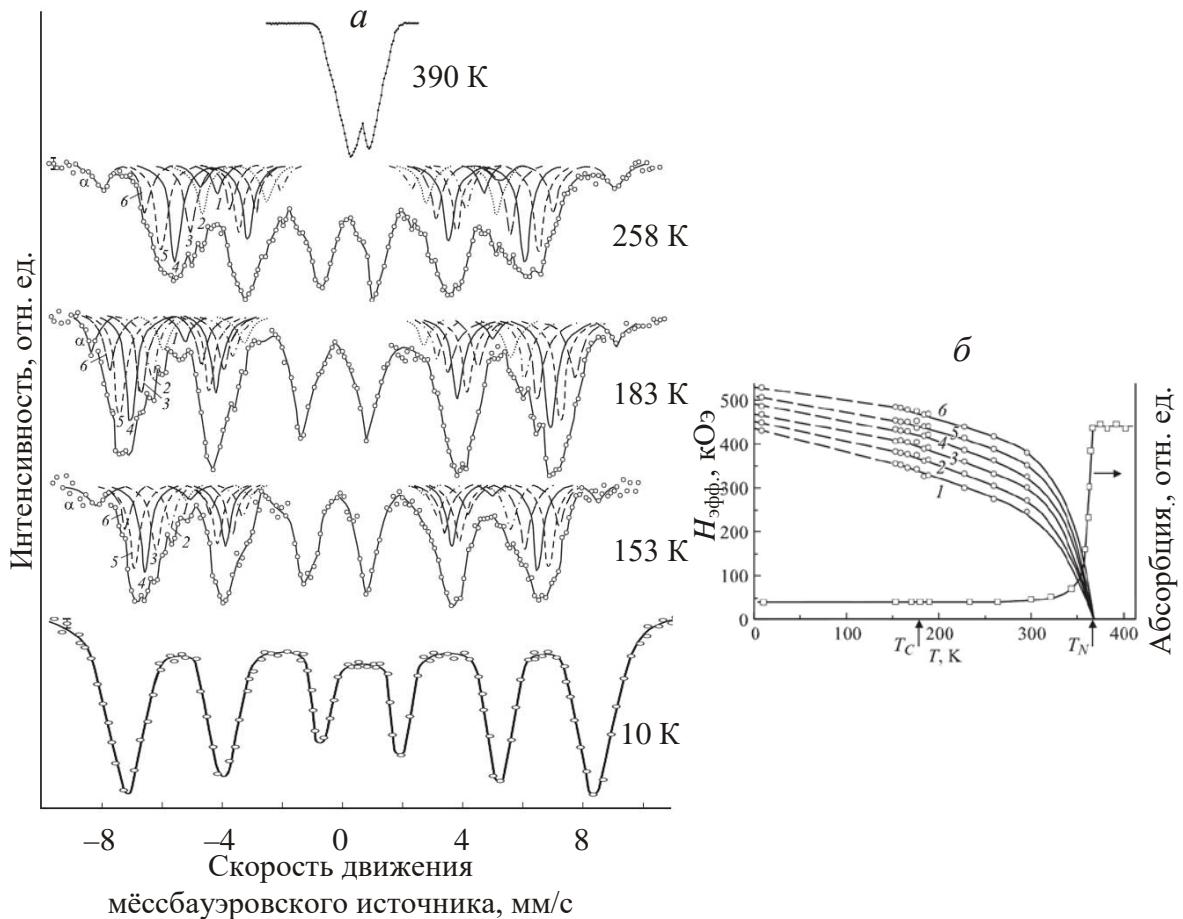 а
390 К
α
6
5
4
3
2
1
258 К
α
6
5
4
3
2
183 К
α
6
5
4
3
2
153 К
10 К
Интенсивность, отн. ед.
–8 –4 0 4 8
Скорость движения
мёссбауэровского источника, мм/с
б
500
400
300
200
100
0
6
5
4
3
2
1
Hэфф., кОэ
Абсорбция., отн. ед.
0 100 200 300 400
TC T, K TN